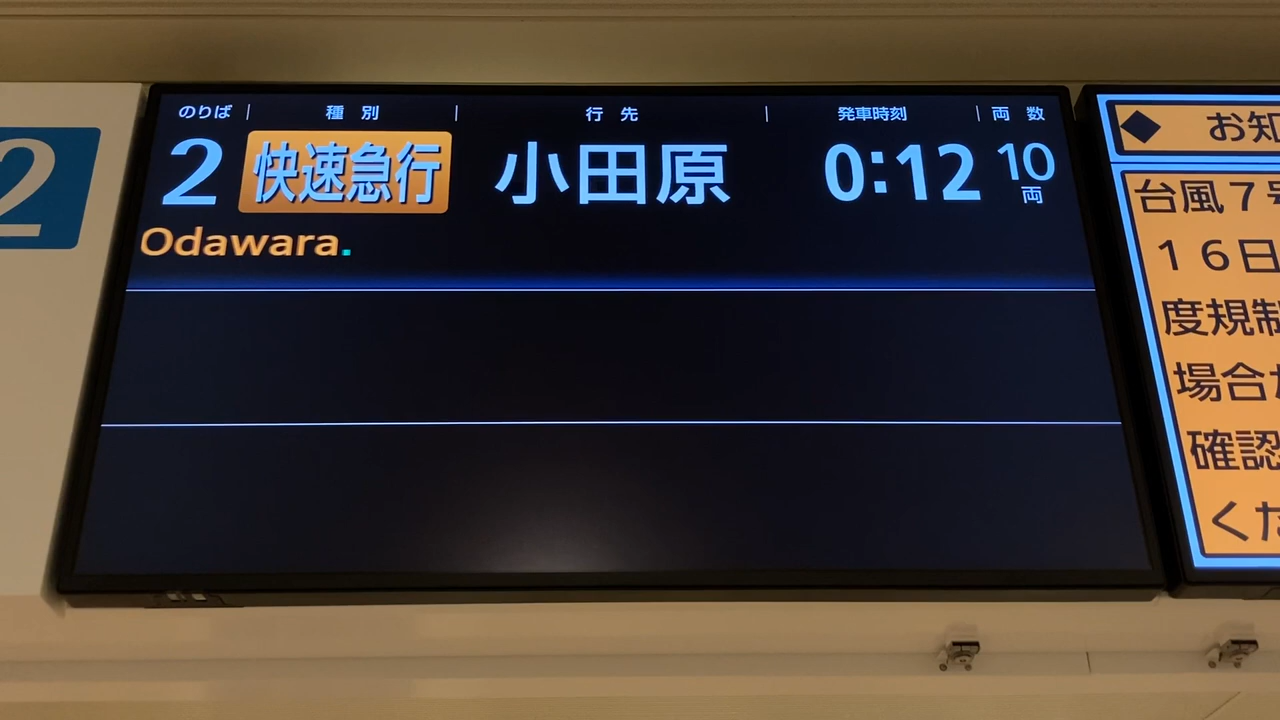 2
のりば 種別 行先 発車時刻 両数
2 快速急行 小田原 0:12 10両
Odawara.
◆ お知
台風7号
16日
度規制
場合
確認
くだ